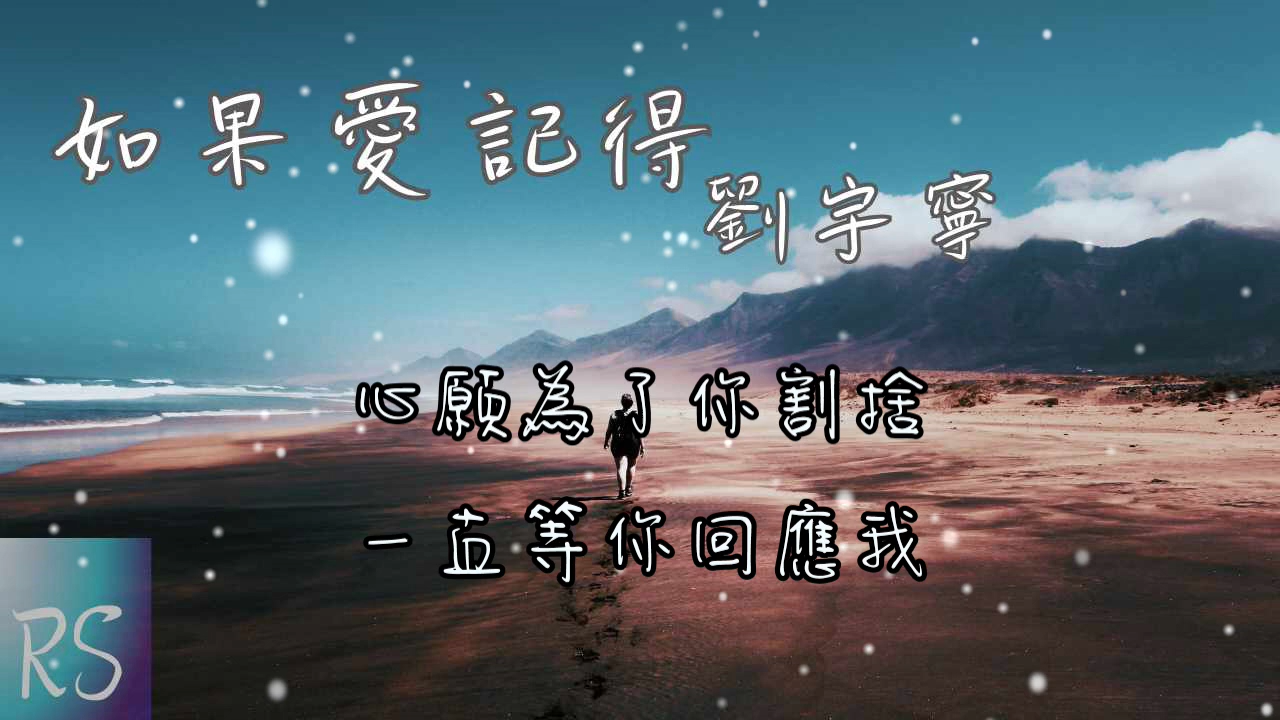 如果愛記得
劉宇寧
心願為了你割捨
一直等你回應我
RS